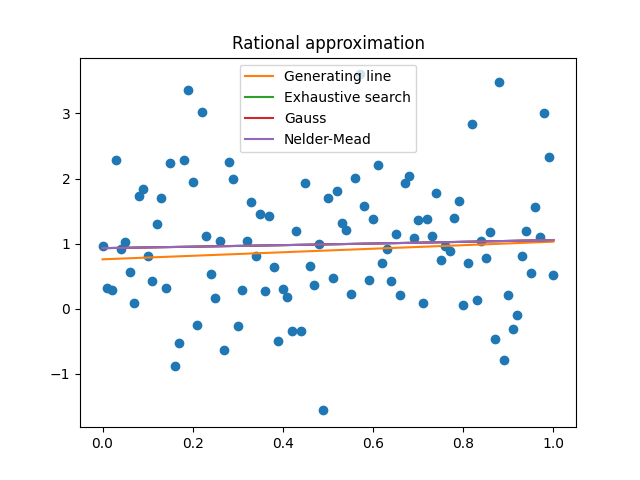 Rational approximation
Generating line
Exhaustive search
Gauss
Nelder-Mead
3
2
1
0
−1
0.0 0.2 0.4 0.6 0.8 1.0